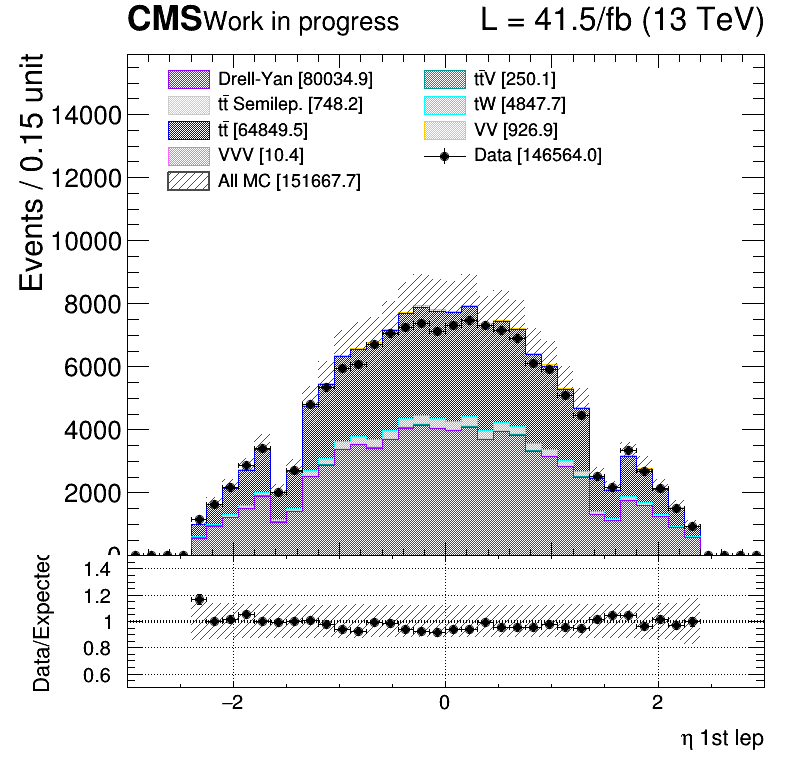 CMS Work in progress L = 41.5/fb (13 TeV)
Events / 0.15 unit
Drell-Yan [80034.9]
tt̄V [250.1]
tt̄ Semilep. [748.2]
tW [4847.7]
tt̄ [64849.5]
VV [926.9]
VVV [10.4]
Data [146564.0]
All MC [151667.7]
14000
12000
10000
8000
6000
4000
2000
0
Data/Expected
1.4
1.2
1
0.8
0.6
−2 0 2
η 1st lep